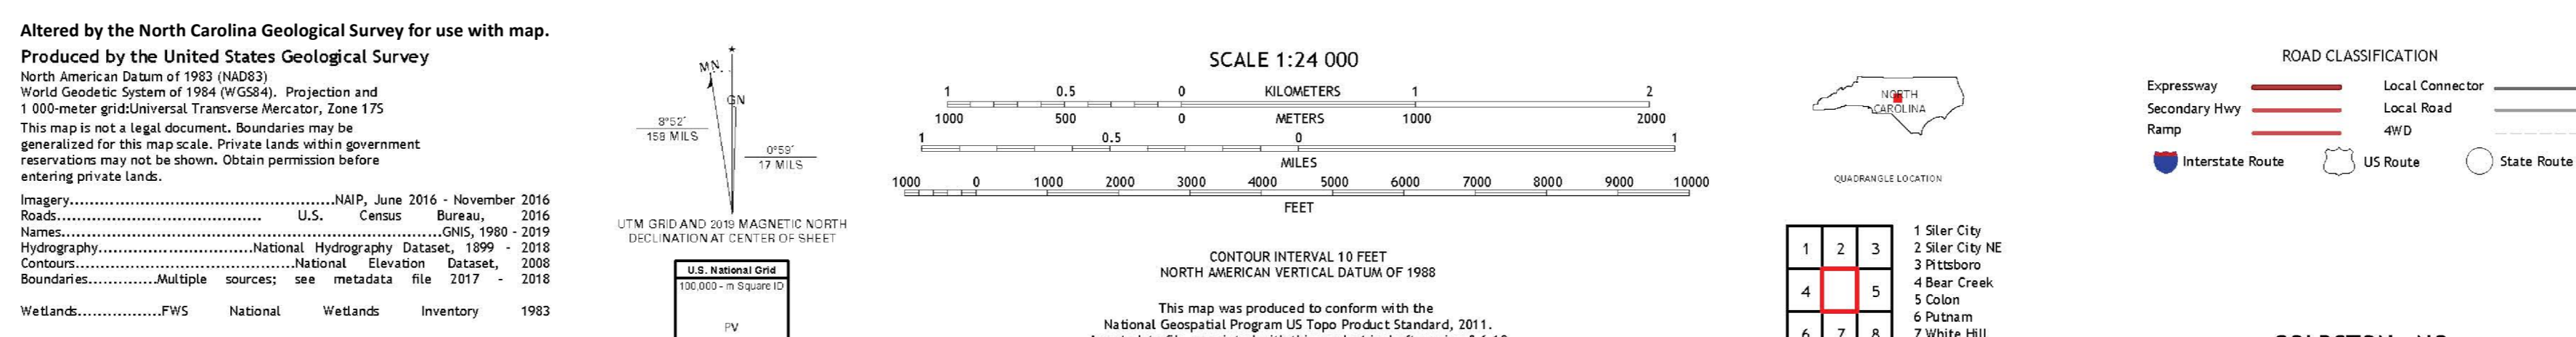 Altered by the North Carolina Geological Survey for use with map.
Produced by the United States Geological Survey
North American Datum of 1983 (NAD83)
World Geodetic System of 1984 (WGS84). Projection and
1 000-meter grid:Universal Transverse Mercator, Zone 17S
This map is not a legal document. Boundaries may be
generalized for this map scale. Private lands within government
reservations may not be shown. Obtain permission before
entering private lands.
Imagery..................................................NAIP, June 2016 - November 2016
Roads....................................... U.S. Census Bureau, 2016
Names.........................................................................GNIS, 1980 - 2019
Hydrography.............................National Hydrography Dataset, 1899 - 2018
Contours..........................................National Elevation Dataset, 2008
Boundaries.............Multiple sources; see metadata file 2017 - 2018
Wetlands.................FWS National Wetlands Inventory 1983
MN
GN
8°52´
158 MILS
0°59´
17 MILS
UTM GRID AND 2019 MAGNETIC NORTH
DECLINATION AT CENTER OF SHEET
U.S. National Grid
100,000 - m Square ID
PV
SCALE 1:24 000
1 0.5 0 KILOMETERS 1 2
1000 500 0 METERS 1000 2000
1 0.5 0 1
MILES
1000 0 1000 2000 3000 4000 5000 6000 7000 8000 9000 10000
FEET
CONTOUR INTERVAL 10 FEET
NORTH AMERICAN VERTICAL DATUM OF 1988
This map was produced to conform with the
National Geospatial Program US Topo Product Standard, 2011.
NORTH
CAROLINA
QUADRANGLE LOCATION
1 2 3
4 5
6 7 8
1 Siler City
2 Siler City NE
3 Pittsboro
4 Bear Creek
5 Colon
6 Putnam
7 White Hill
ROAD CLASSIFICATION
Expressway Local Connector
Secondary Hwy Local Road
Ramp 4WD
Interstate Route US Route State Route